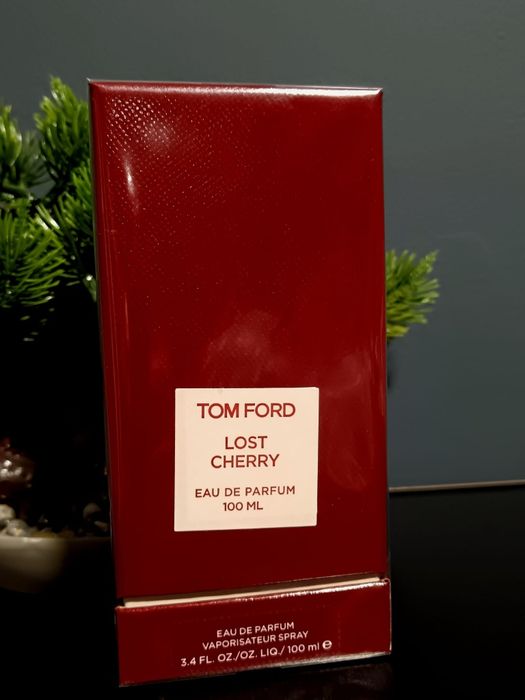 TOM FORD
LOST
CHERRY
EAU DE PARFUM
100 ML
EAU DE PARFUM
VAPORISATEUR SPRAY
3.4 FL. OZ./OZ. LIQ./ 100 ml ℮